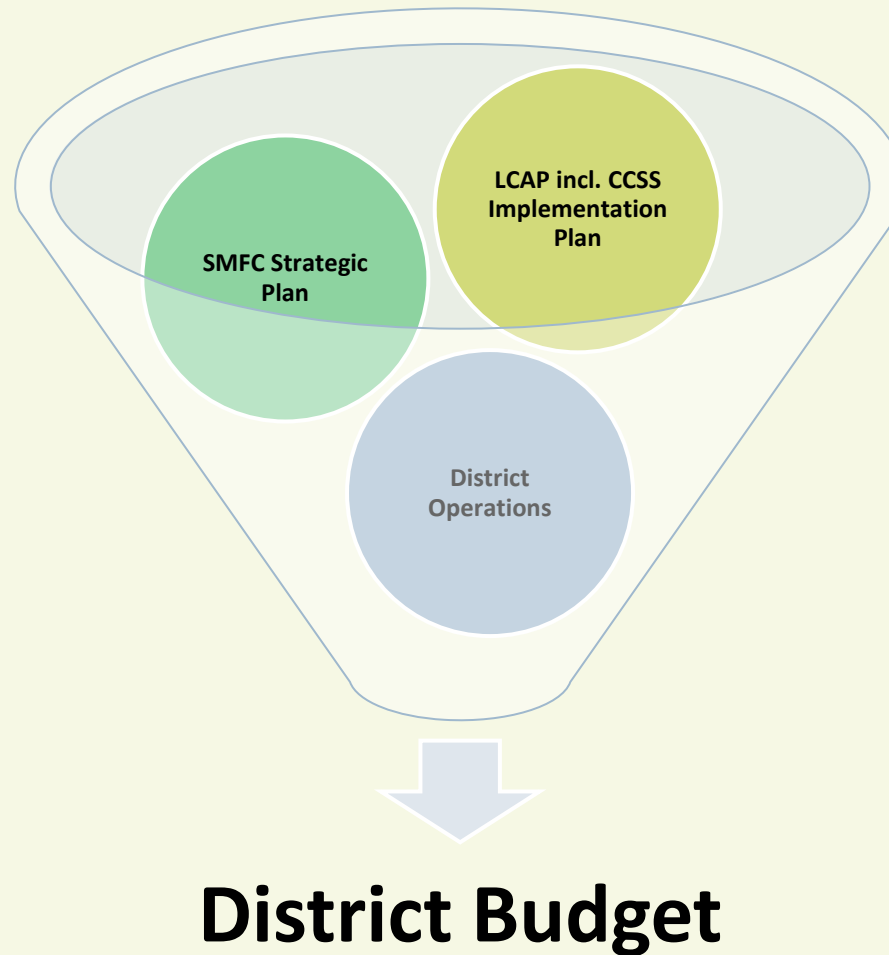 LCAP incl. CCSS
Implementation
Plan
SMFC Strategic
Plan
District
Operations
District Budget